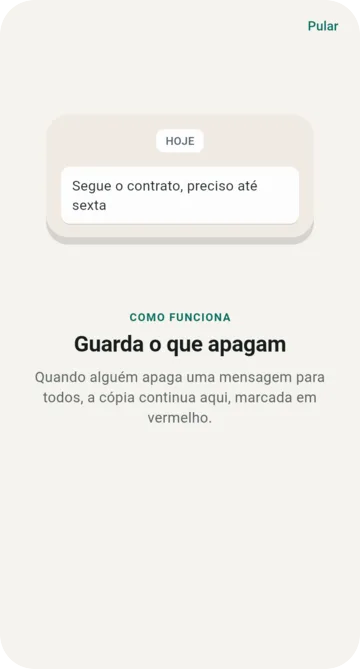 Pular
HOJE
Segue o contrato, preciso até
sexta
COMO FUNCIONA
Guarda o que apagam
Quando alguém apaga uma mensagem para
todos, a cópia continua aqui, marcada em
vermelho.